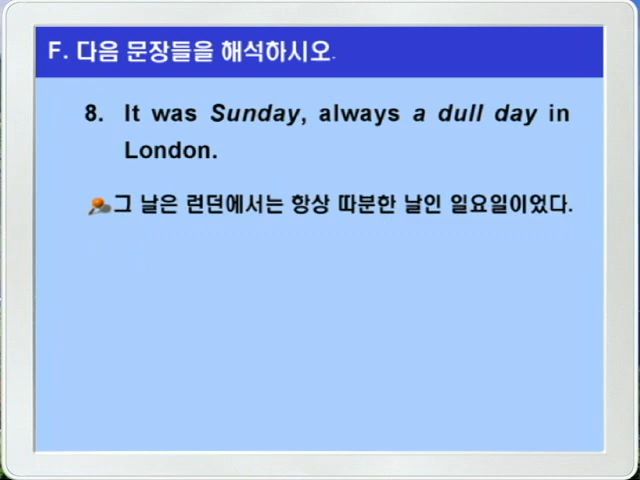 F. 다음 문장들을 해석하시오.
8. It was Sunday, always a dull day in
London.
그 날은 런던에서는 항상 따분한 날인 일요일이었다.